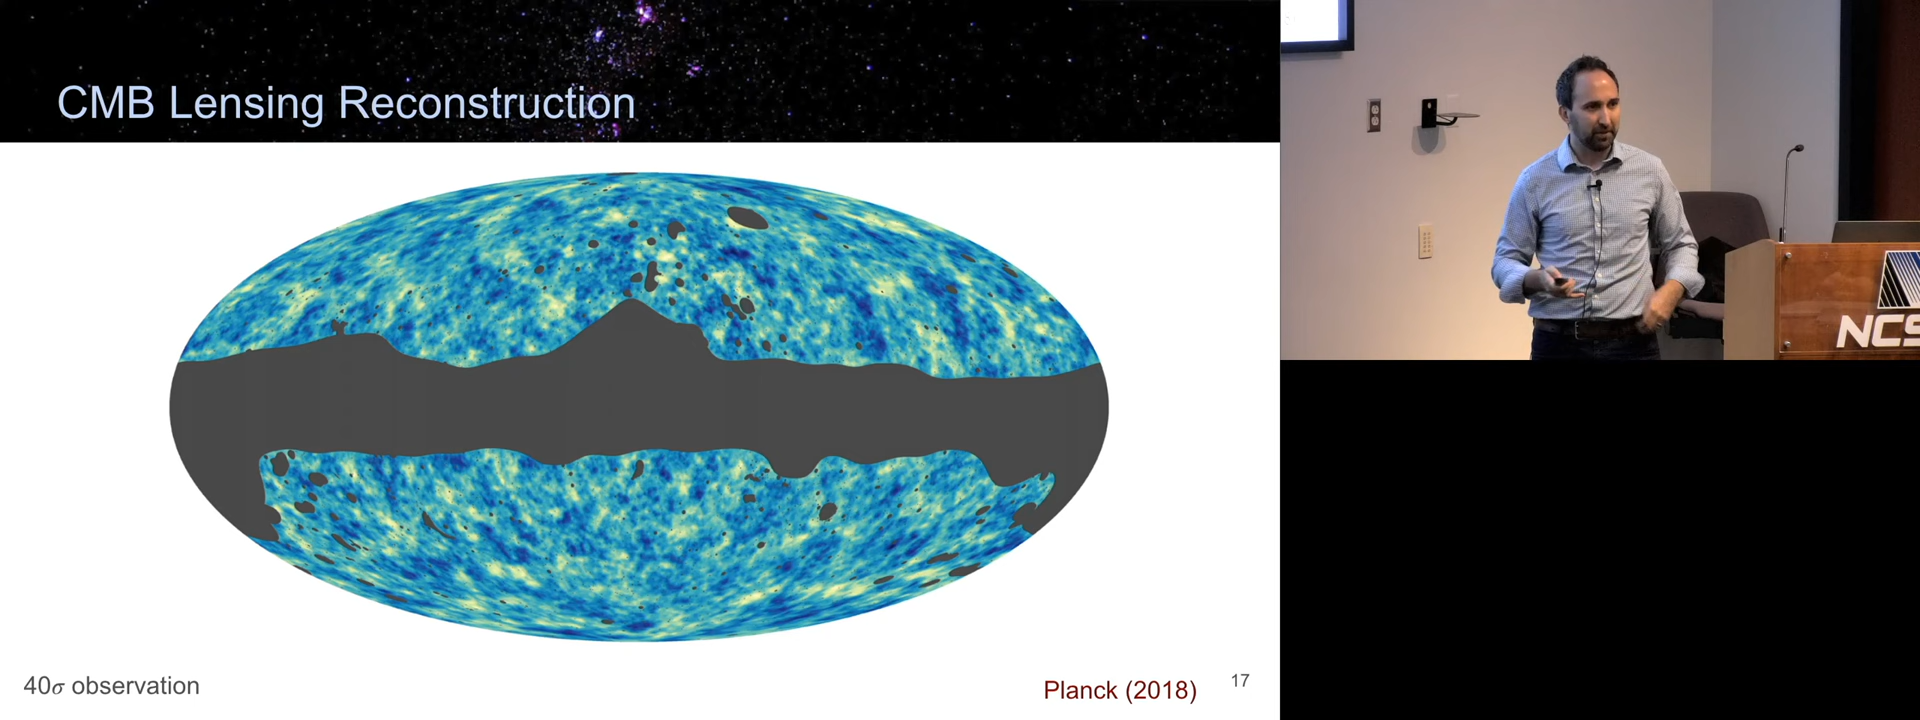 CMB Lensing Reconstruction
40σ observation
Planck (2018)
17
NCS